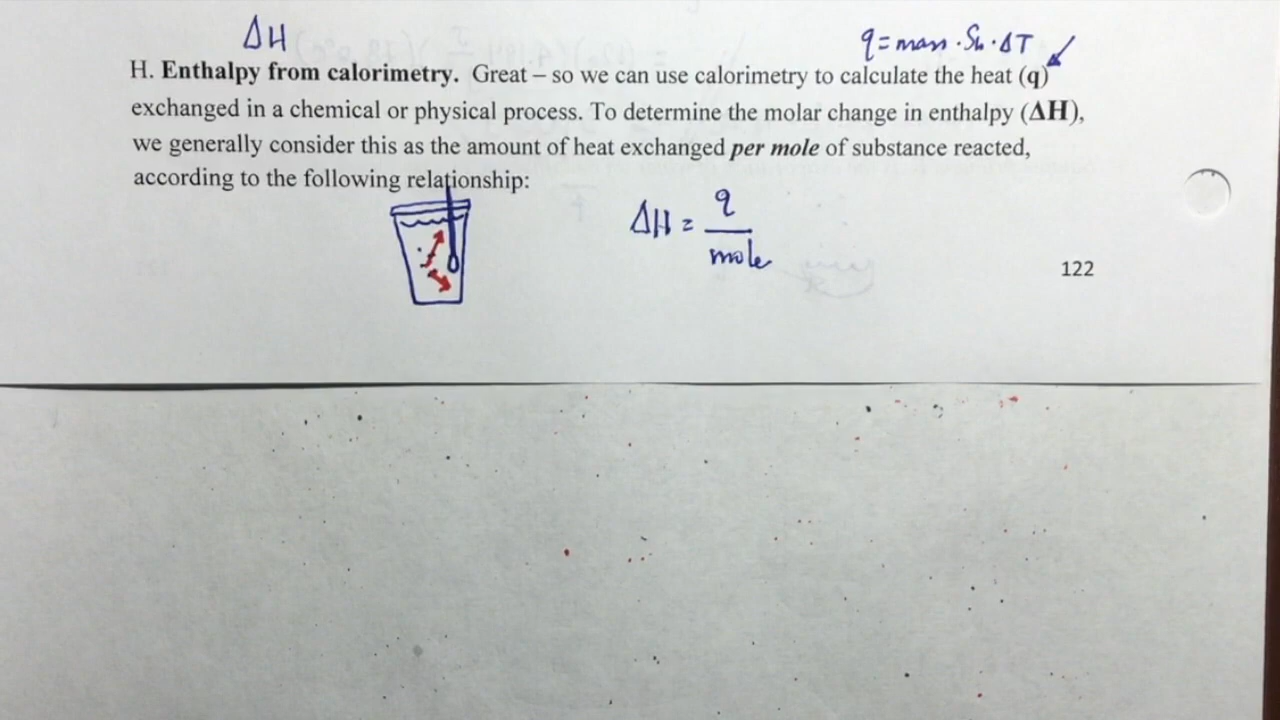 ΔH
q = mass · Sh · ΔT
H. Enthalpy from calorimetry. Great – so we can use calorimetry to calculate the heat (q)
exchanged in a chemical or physical process. To determine the molar change in enthalpy (ΔH),
we generally consider this as the amount of heat exchanged per mole of substance reacted,
according to the following relationship:
ΔH = q
mole
122